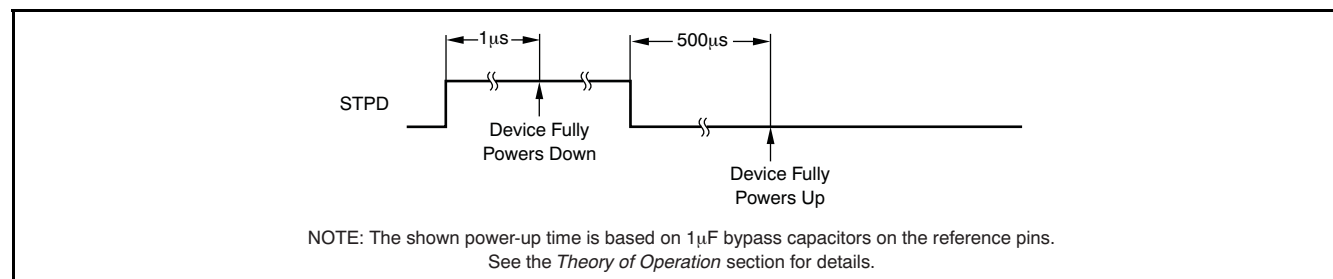 1μs
500μs
STPD
Device Fully
Powers Down
Device Fully
Powers Up
NOTE: The shown power-up time is based on 1μF bypass capacitors on the reference pins.
See the Theory of Operation section for details.